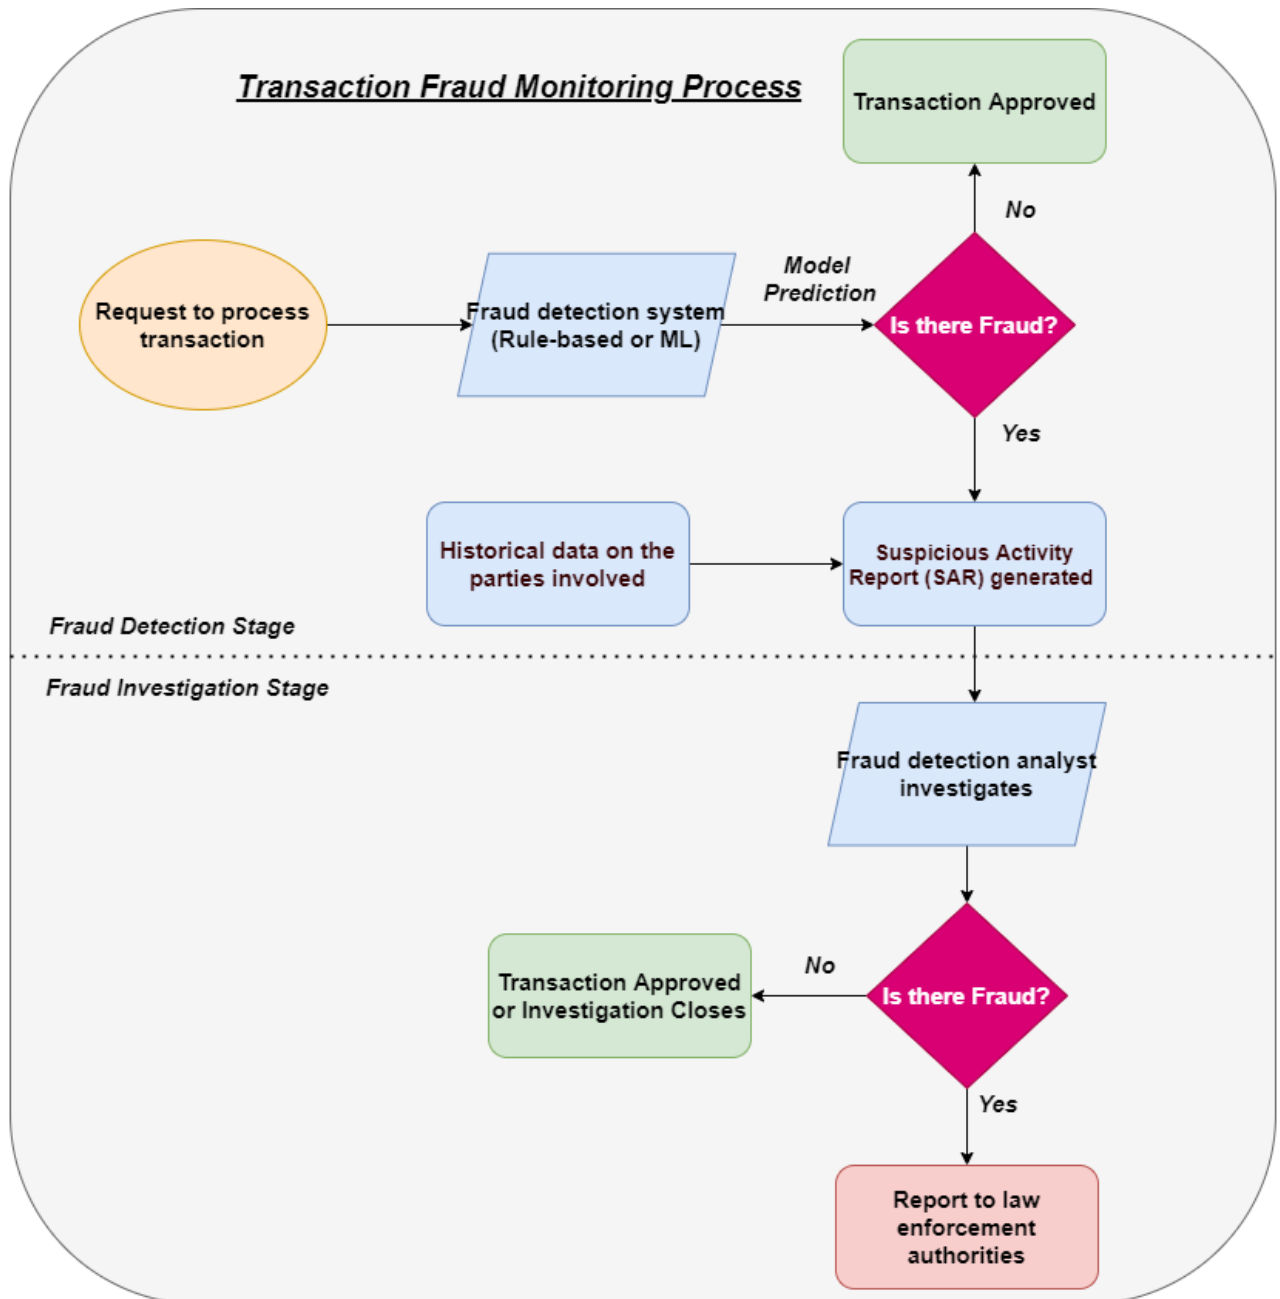 Transaction Fraud Monitoring Process
Transaction Approved
No
Request to process
transaction
Fraud detection system
(Rule-based or ML)
Model
Prediction
Is there Fraud?
Yes
Historical data on the
parties involved
Suspicious Activity
Report (SAR) generated
Fraud Detection Stage
Fraud Investigation Stage
Fraud detection analyst
investigates
Is there Fraud?
No
Transaction Approved
or Investigation Closes
Yes
Report to law
enforcement
authorities